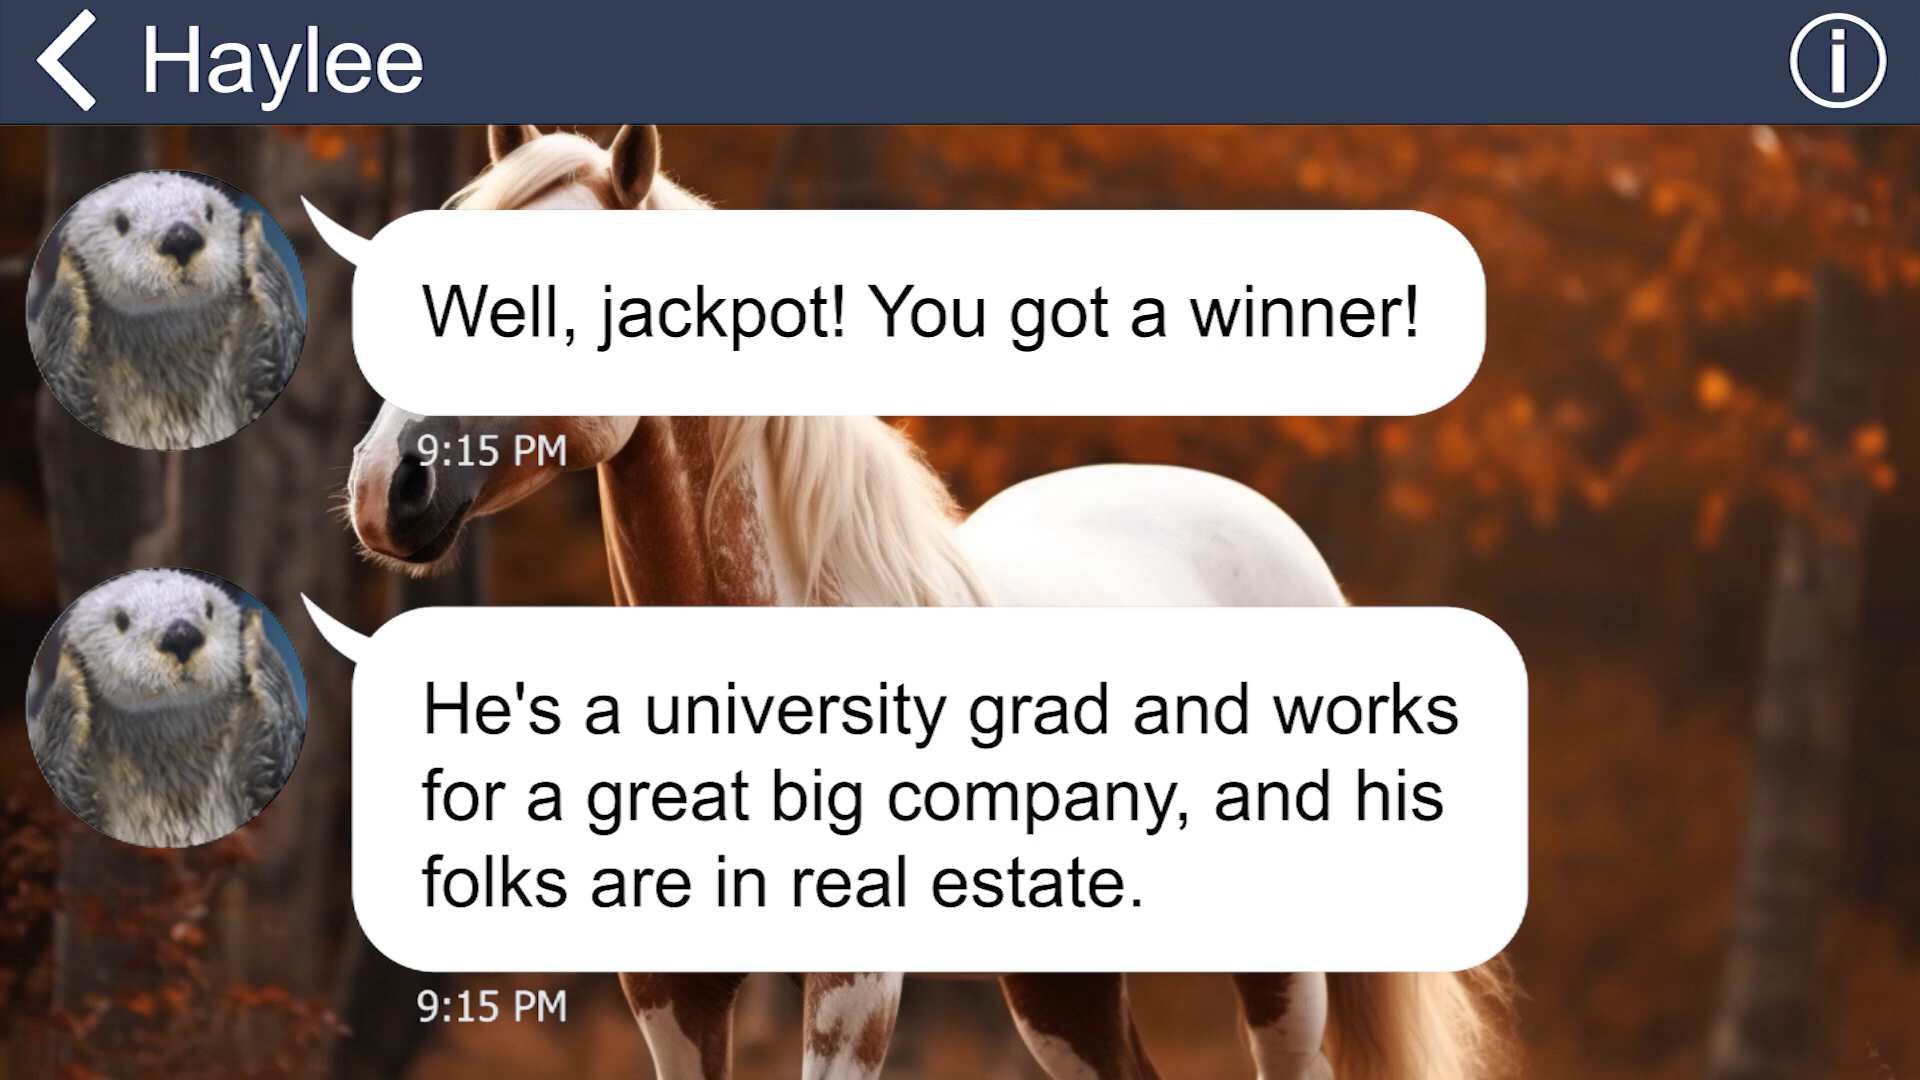 Haylee
Well, jackpot! You got a winner!
9:15 PM
He's a university grad and works
for a great big company, and his
folks are in real estate.
9:15 PM